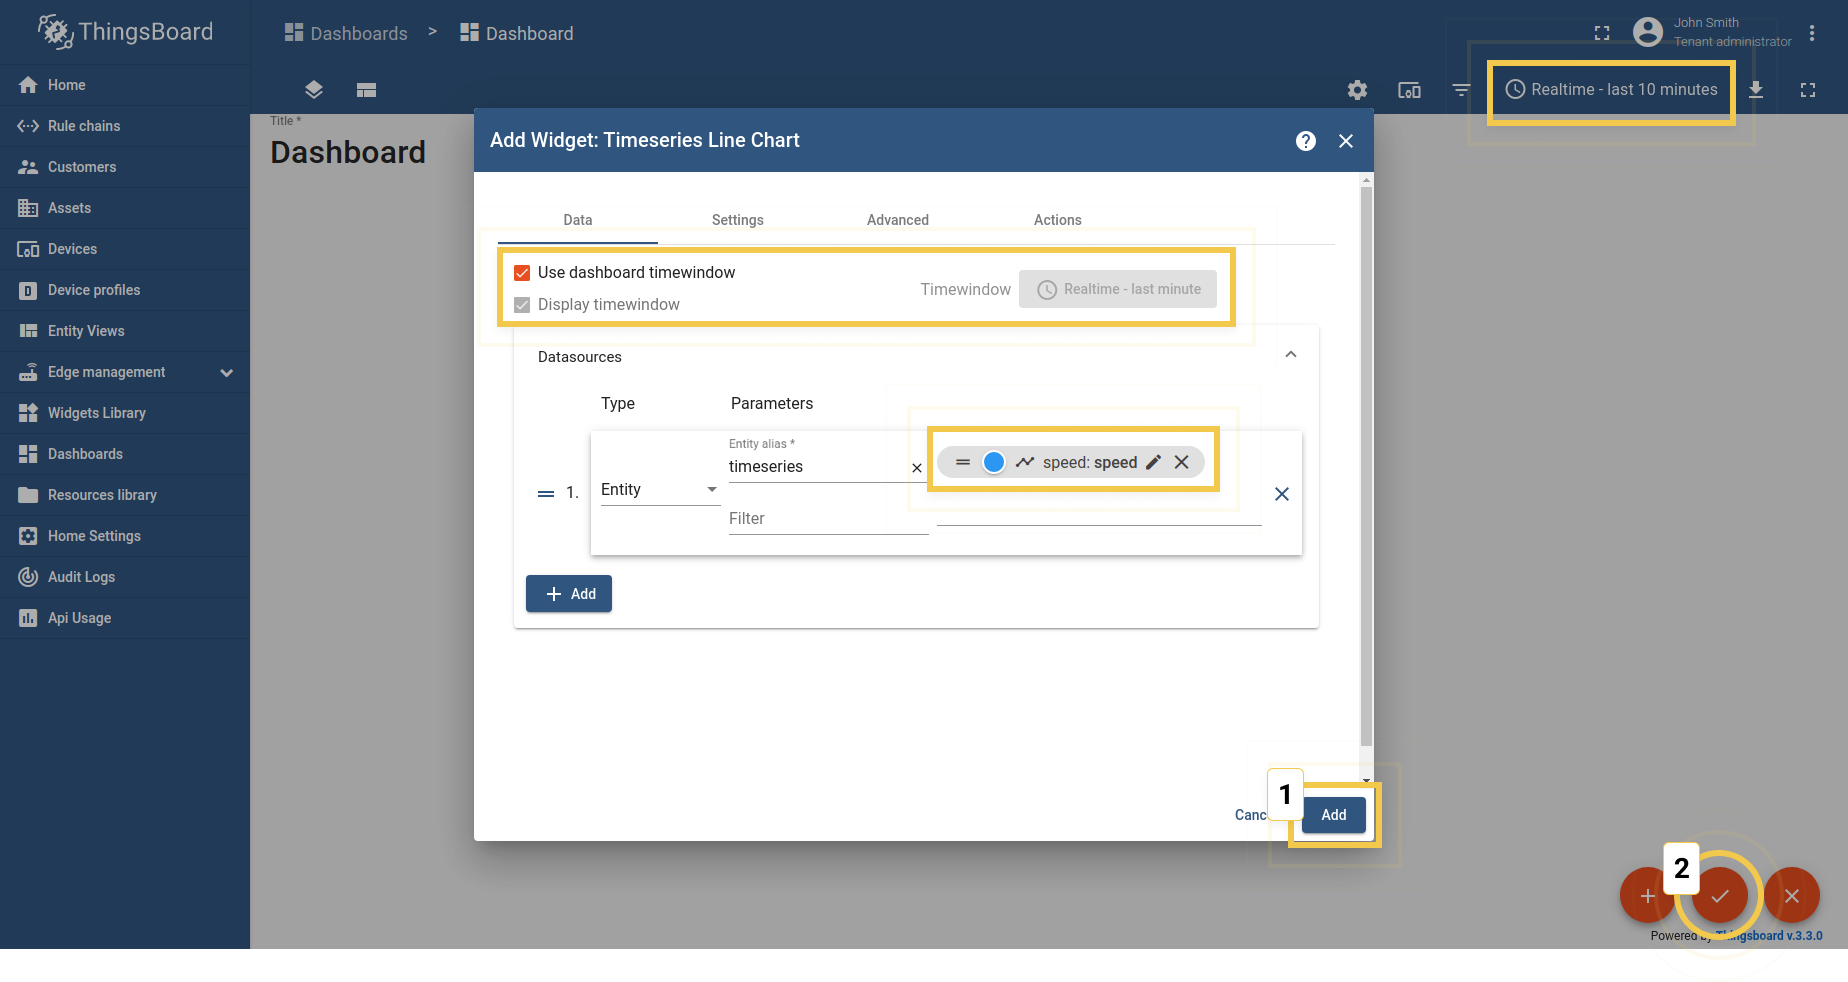 ThingsBoard
Dashboards > Dashboard
John Smith
Tenant administrator
Realtime - last 10 minutes
Home
Rule chains
Customers
Assets
Devices
Device profiles
Entity Views
Edge management
Widgets Library
Dashboards
Resources library
Home Settings
Audit Logs
Api Usage
Title *
Dashboard
Add Widget: Timeseries Line Chart
Data Settings Advanced Actions
Use dashboard timewindow
Display timewindow
Timewindow Realtime - last minute
Datasources
Type Parameters
Entity alias *
timeseries
speed: speed
1. Entity
Filter
Add
Canc
1
Add
2
Powered by Thingsboard v.3.3.0